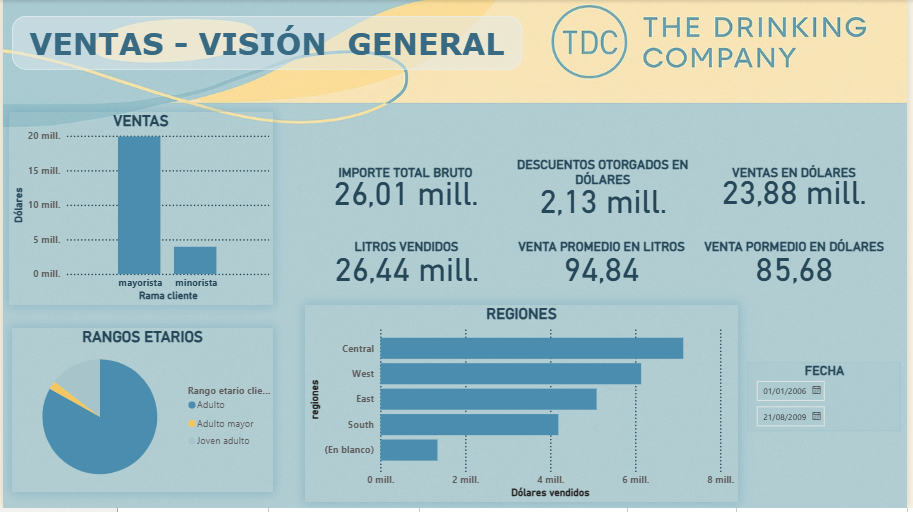 VENTAS - VISIÓN GENERAL
TDC
THE DRINKING
COMPANY
VENTAS
20 mill.
15 mill.
10 mill.
5 mill.
0 mill.
Dólares
mayorista minorista
Rama cliente
IMPORTE TOTAL BRUTO
26,01 mill.
DESCUENTOS OTORGADOS EN
DÓLARES
2,13 mill.
VENTAS EN DÓLARES
23,88 mill.
LITROS VENDIDOS
26,44 mill.
VENTA PROMEDIO EN LITROS
94,84
VENTA PORMEDIO EN DÓLARES
85,68
RANGOS ETARIOS
Rango etario clie...
Adulto
Adulto mayor
Joven adulto
REGIONES
regiones
Central
West
East
South
(En blanco)
0 mill. 2 mill. 4 mill. 6 mill. 8 mill.
Dólares vendidos
FECHA
01/01/2006
21/08/2009